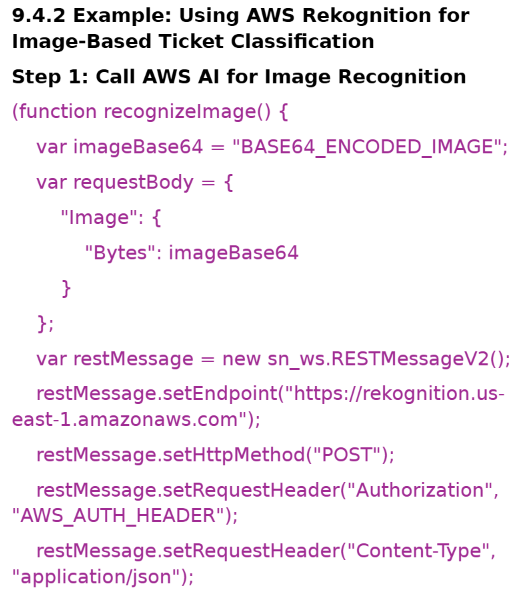 9.4.2 Example: Using AWS Rekognition for
Image-Based Ticket Classification
Step 1: Call AWS AI for Image Recognition
(function recognizeImage() {
    var imageBase64 = "BASE64_ENCODED_IMAGE";
    var requestBody = {
        "Image": {
            "Bytes": imageBase64
        }
    };
    var restMessage = new sn_ws.RESTMessageV2();
    restMessage.setEndpoint("https://rekognition.us-
east-1.amazonaws.com");
    restMessage.setHttpMethod("POST");
    restMessage.setRequestHeader("Authorization",
"AWS_AUTH_HEADER");
    restMessage.setRequestHeader("Content-Type",
"application/json");